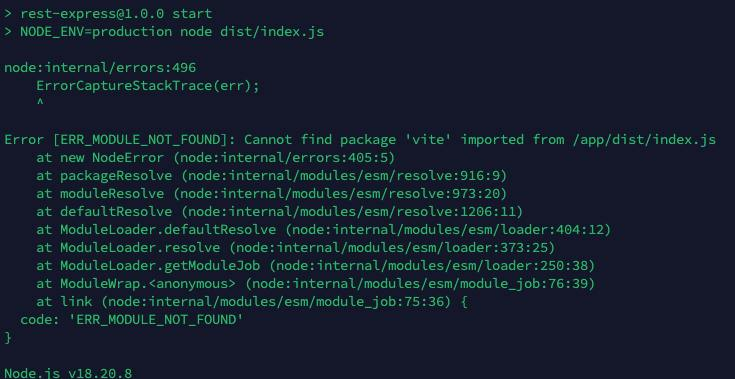 > rest-express@1.0.0 start
> NODE_ENV=production node dist/index.js
node:internal/errors:496
ErrorCaptureStackTrace(err);
^
Error [ERR_MODULE_NOT_FOUND]: Cannot find package 'vite' imported from /app/dist/index.js
at new NodeError (node:internal/errors:405:5)
at packageResolve (node:internal/modules/esm/resolve:916:9)
at moduleResolve (node:internal/modules/esm/resolve:973:20)
at defaultResolve (node:internal/modules/esm/resolve:1206:11)
at ModuleLoader.defaultResolve (node:internal/modules/esm/loader:404:12)
at ModuleLoader.resolve (node:internal/modules/esm/loader:373:25)
at ModuleLoader.getModuleJob (node:internal/modules/esm/loader:250:38)
at ModuleWrap.<anonymous> (node:internal/modules/esm/module_job:76:39)
at link (node:internal/modules/esm/module_job:75:36) {
code: 'ERR_MODULE_NOT_FOUND'
}
Node.js v18.20.8